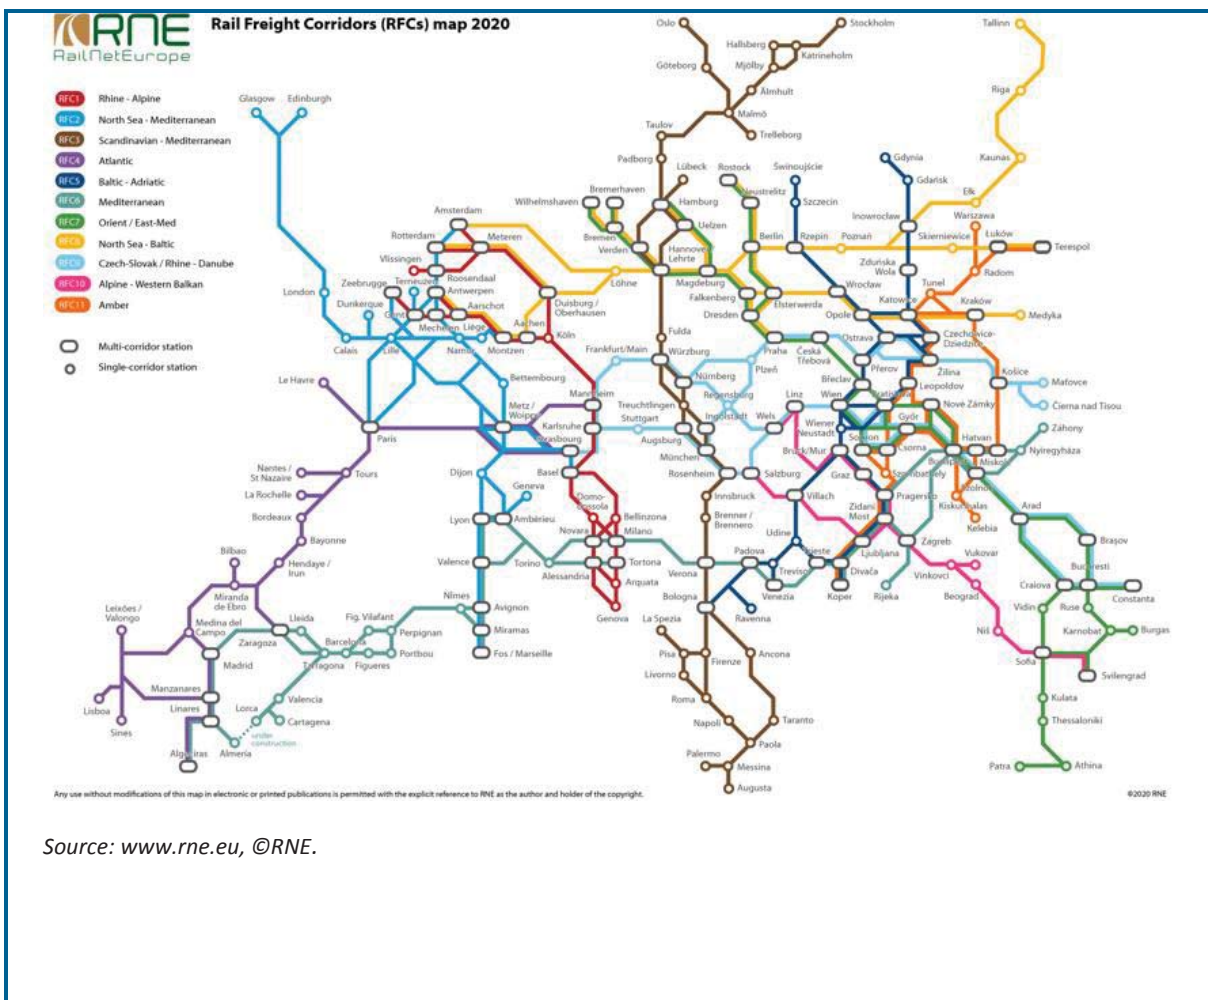 RNE
RailNetEurope
Rail Freight Corridors (RFCs) map 2020
RFC1 Rhine - Alpine
RFC2 North Sea - Mediterranean
RFC3 Scandinavian - Mediterranean
RFC4 Atlantic
RFC5 Baltic - Adriatic
RFC6 Mediterranean
RFC7 Orient / East-Med
RFC8 North Sea - Baltic
RFC9 Czech-Slovak / Rhine - Danube
RFC10 Alpine - Western Balkan
RFC11 Amber
Multi-corridor station
Single-corridor station
Oslo
Stockholm
Tallinn
Hallsberg
Katrineholm
Göteborg
Mjölby
Älmhult
Riga
Glasgow
Edinburgh
Malmö
Taulov
Trelleborg
Padborg
Lübeck
Rostock
Świnoujście
Gdynia
Kaunas
Gdańsk
Bremerhaven
Neustrelitz
Ełk
Wilhelmshaven
Hamburg
Szczecin
Warszawa
Amsterdam
Uelzen
Inowrocław
Bremen
Rotterdam
Meteren
Verden
Hannover
Lehrte
Berlin
Rzepin
Poznań
Skierniewice
Łuków
Terespol
Vlissingen
Zeebrugge
Terneuzen
Roosendaal
Löhne
Magdeburg
Zduńska
Wola
Radom
Antwerpen
Falkenberg
Elsterwerda
Wrocław
Tunel
London
Dunkerque
Aarschot
Duisburg /
Oberhausen
Katowice
Kraków
Gent
Mechelen
Liège
Aachen
Dresden
Opole
Medyka
Calais
Lille
Namur
Montzen
Köln
Fulda
Praha
Česká
Třebová
Ostrava
Czechowice-
Dziedzice
Frankfurt/Main
Würzburg
Plzeň
Přerov
Žilina
Košice
Maťovce
Le Havre
Bettembourg
Mannheim
Nürnberg
Břeclav
Leopoldov
Čierna nad Tisou
Metz /
Woippy
Regensburg
Linz
Wien
Bratislava
Nové Zámky
Karlsruhe
Treuchtlingen
Ingolstadt
Wels
Győr
Paris
Strasbourg
Stuttgart
Augsburg
Wiener
Neustadt
Sopron
Csorna
Hatvan
Záhony
München
Bruck/Mur
Budapest
Miskolc
Nyíregyháza
Nantes /
St Nazaire
Tours
Dijon
Basel
Rosenheim
Salzburg
Graz
Szombathely
Szolnok
La Rochelle
Geneva
Domo-
dossola
Innsbruck
Villach
Pragersko
Kiskunhalas
Arad
Bordeaux
Lyon
Ambérieu
Bellinzona
Brenner /
Brennero
Zidani
Most
Kelebia
Novara
Milano
Udine
Bayonne
Zagreb
Brașov
Bilbao
Hendaye /
Irun
Valence
Torino
Alessandria
Tortona
Verona
Padova
Treviso
Trieste
Ljubljana
Divača
Vukovar
Vinkovci
București
Miranda
de Ebro
Arquata
Venezia
Koper
Rijeka
Beograd
Craiova
Constanta
Leixões /
Valongo
Nîmes
Avignon
Genova
Bologna
Ravenna
Vidin
Ruse
Medina del
Campo
Lleida
Fig. Vilafant
La Spezia
Zaragoza
Barcelona
Perpignan
Miramas
Niš
Karnobat
Burgas
Madrid
Tarragona
Figueres
Portbou
Fos / Marseille
Pisa
Firenze
Ancona
Sofia
Livorno
Svilengrad
Manzanares
Lisboa
Sines
Linares
Lorca
Valencia
Roma
Kulata
Cartagena
Napoli
Taranto
Thessaloniki
under
construction
Algeciras
Almería
Paola
Palermo
Messina
Patra
Athina
Augusta
Any use without modifications of this map in electronic or printed publications is permitted with the explicit reference to RNE as the author and holder of the copyright.
©2020 RNE
Source: www.rne.eu, ©RNE.